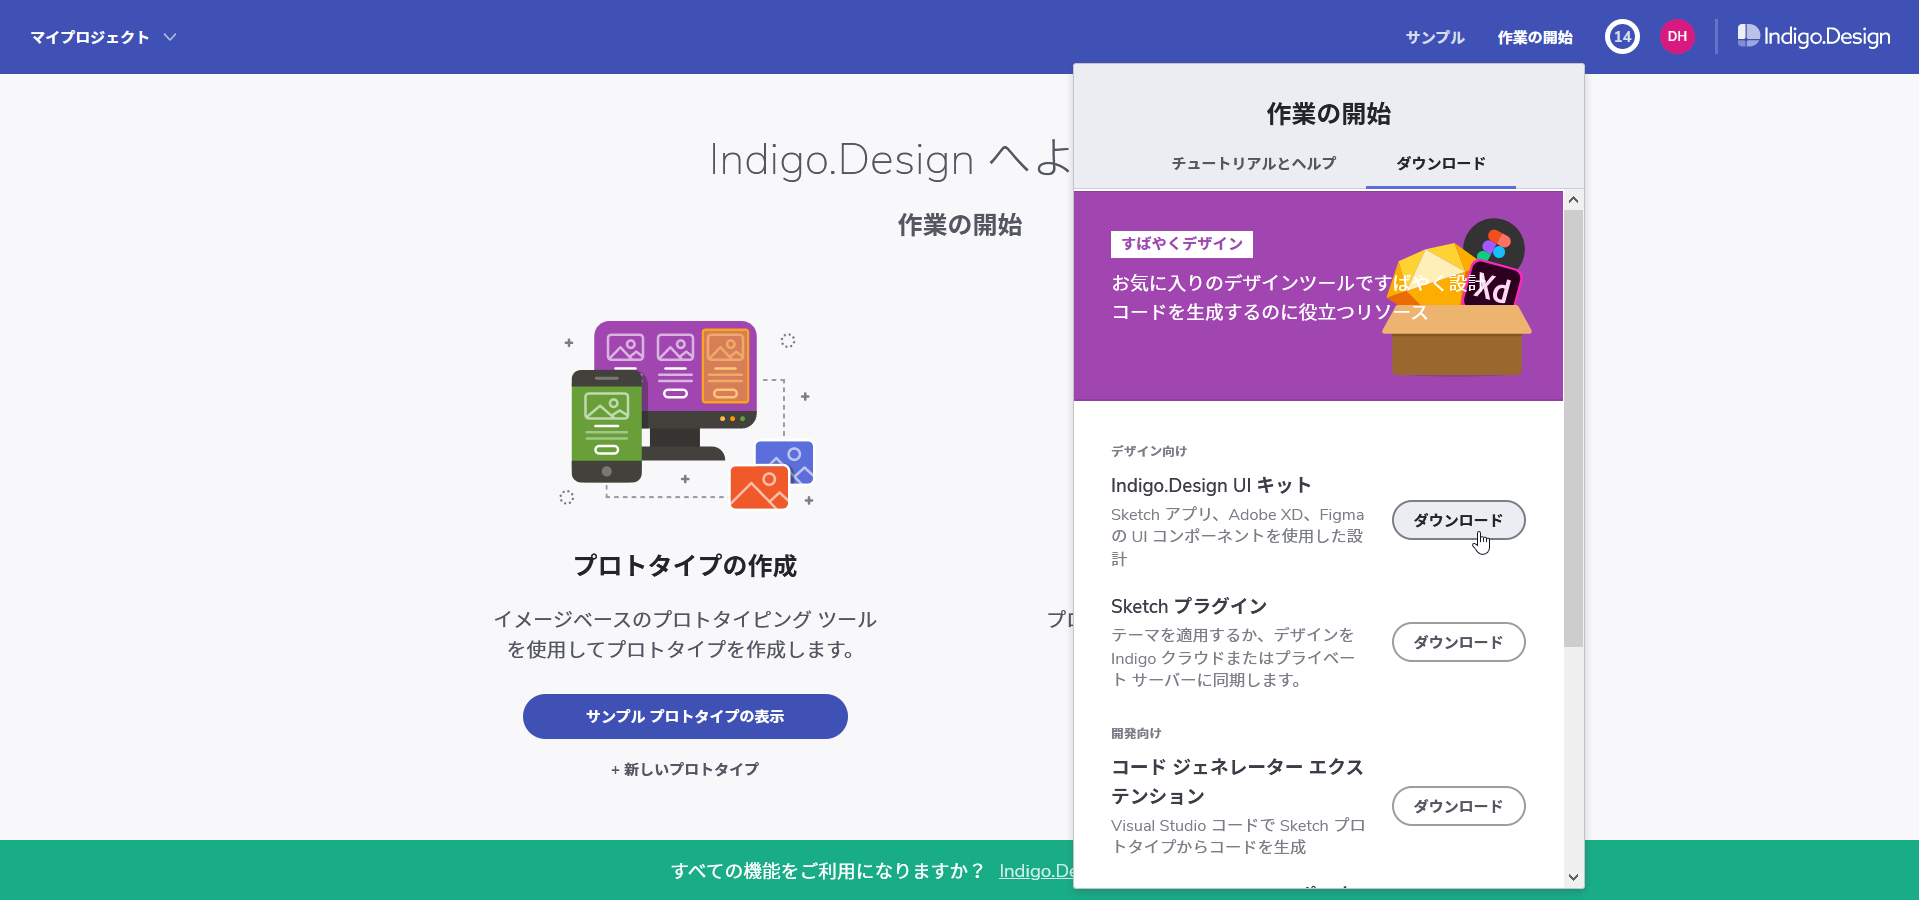 マイプロジェクト
サンプル
作業の開始
14
DH
Indigo.Design
Indigo.Design へよ
作業の開始
プロトタイプの作成
イメージベースのプロトタイピング ツール
を使用してプロトタイプを作成します。
サンプル プロトタイプの表示
+ 新しいプロトタイプ
すべての機能をご利用になりますか？ Indigo.De
作業の開始
チュートリアルとヘルプ
ダウンロード
すばやくデザイン
お気に入りのデザインツールですばやく設計
コードを生成するのに役立つリソース
Xd
デザイン向け
Indigo.Design UI キット
Sketch アプリ、Adobe XD、Figma
の UI コンポーネントを使用した設
計
ダウンロード
Sketch プラグイン
テーマを適用するか、デザインを
Indigo クラウドまたはプライベー
ト サーバーに同期します。
ダウンロード
開発向け
コード ジェネレーター エクス
テンション
Visual Studio コードで Sketch プロ
トタイプからコードを生成
ダウンロード